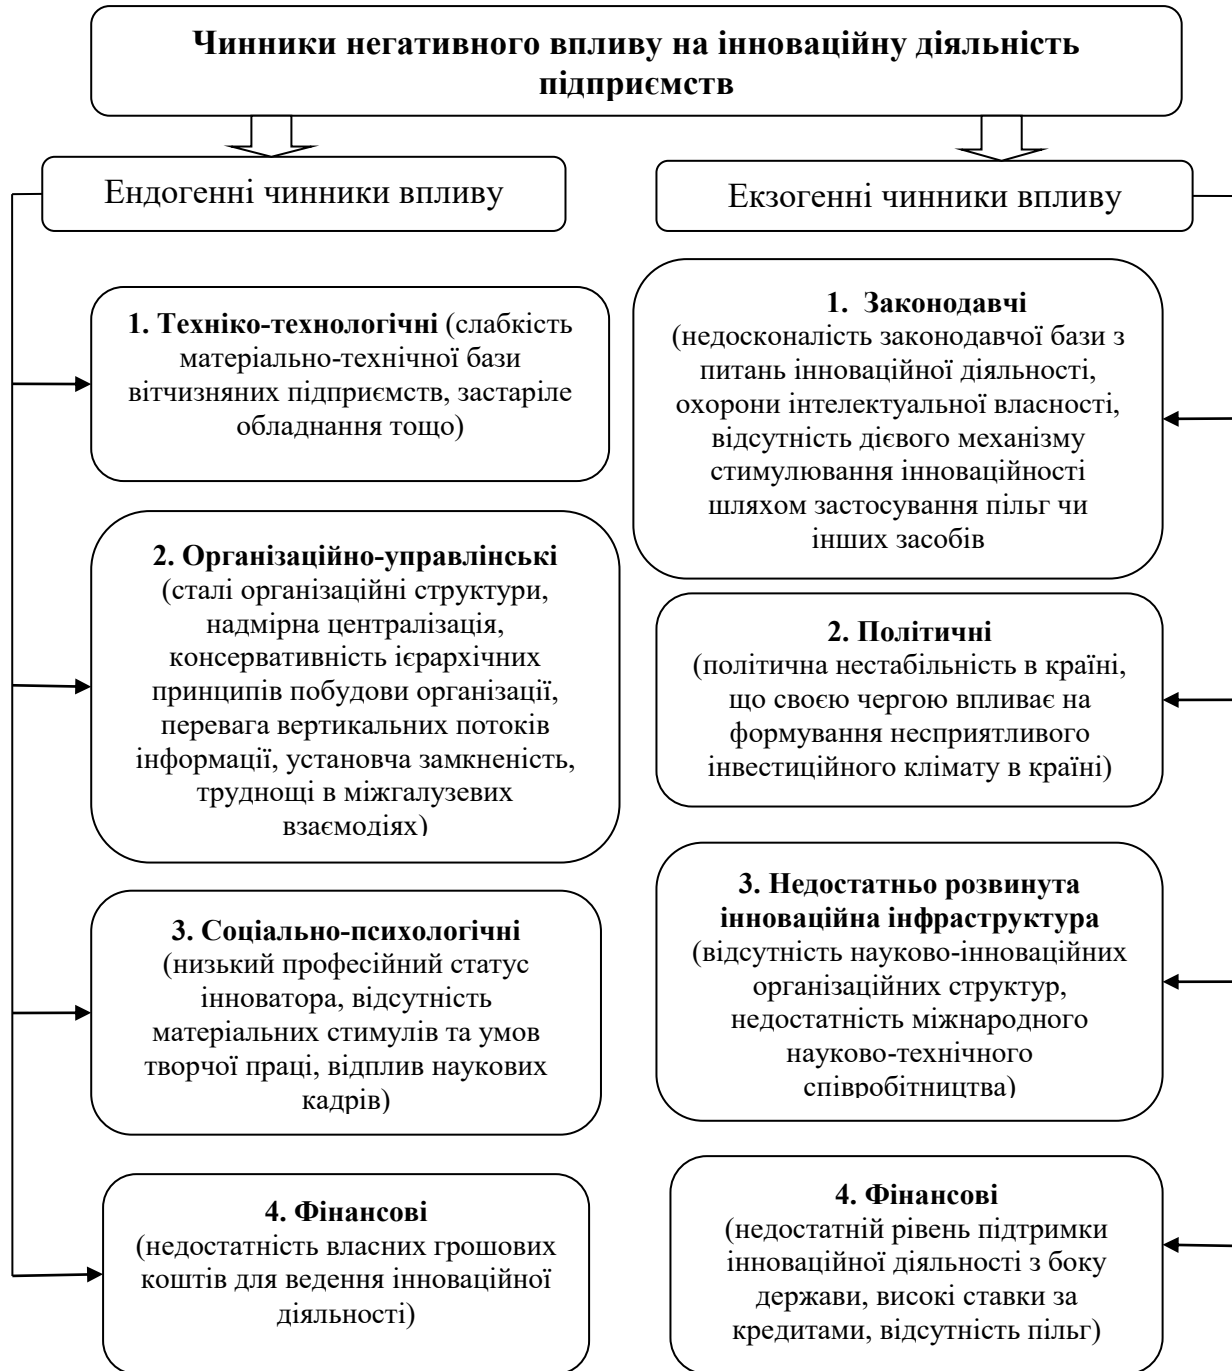 Чинники негативного впливу на інноваційну діяльність
підприємств
Ендогенні чинники впливу
Екзогенні чинники впливу
1. Техніко-технологічні (слабкість
матеріально-технічної бази
вітчизняних підприємств, застаріле
обладнання тощо)
2. Організаційно-управлінські
(сталі організаційні структури,
надмірна централізація,
консервативність ієрархічних
принципів побудови організації,
перевага вертикальних потоків
інформації, установча замкненість,
труднощі в міжгалузевих
взаємодіях)
3. Соціально-психологічні
(низький професійний статус
інноватора, відсутність
матеріальних стимулів та умов
творчої праці, відплив наукових
кадрів)
4. Фінансові
(недостатність власних грошових
коштів для ведення інноваційної
діяльності)
1. Законодавчі
(недосконалість законодавчої бази з
питань інноваційної діяльності,
охорони інтелектуальної власності,
відсутність дієвого механізму
стимулювання інноваційності
шляхом застосування пільг чи
інших засобів
2. Політичні
(політична нестабільність в країні,
що своєю чергою впливає на
формування несприятливого
інвестиційного клімату в країні)
3. Недостатньо розвинута
інноваційна інфраструктура
(відсутність науково-інноваційних
організаційних структур,
недостатність міжнародного
науково-технічного
співробітництва)
4. Фінансові
(недостатній рівень підтримки
інноваційної діяльності з боку
держави, високі ставки за
кредитами, відсутність пільг)